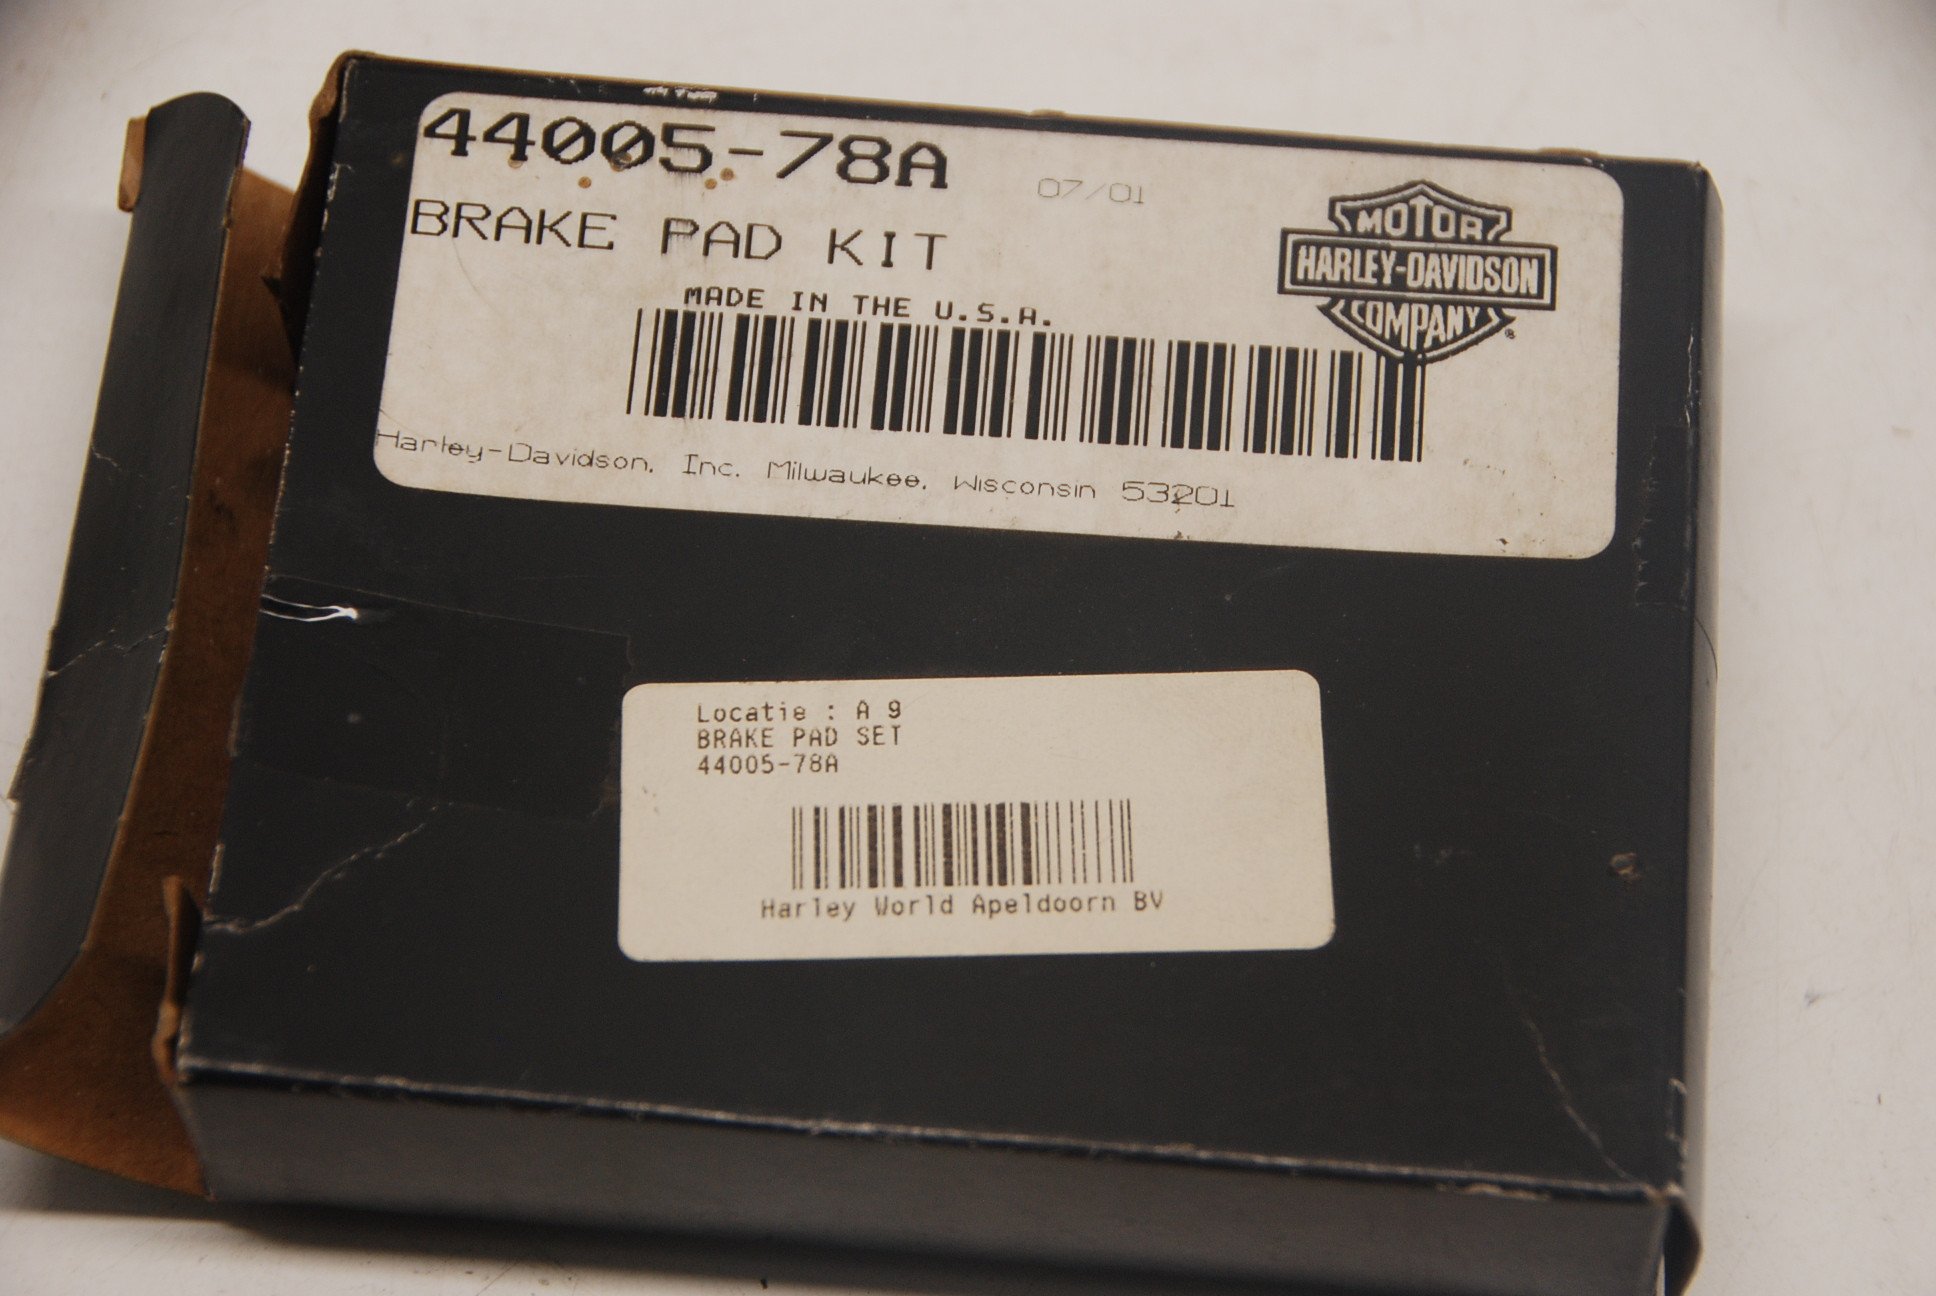 44005-78A
07/01
BRAKE PAD KIT
MADE IN THE U.S.A.
MOTOR
HARLEY-DAVIDSON
COMPANY
®
Harley-Davidson, Inc. Milwaukee, Wisconsin 53201
Locatie : A 9
BRAKE PAD SET
44005-78A
Harley World Apeldoorn BV